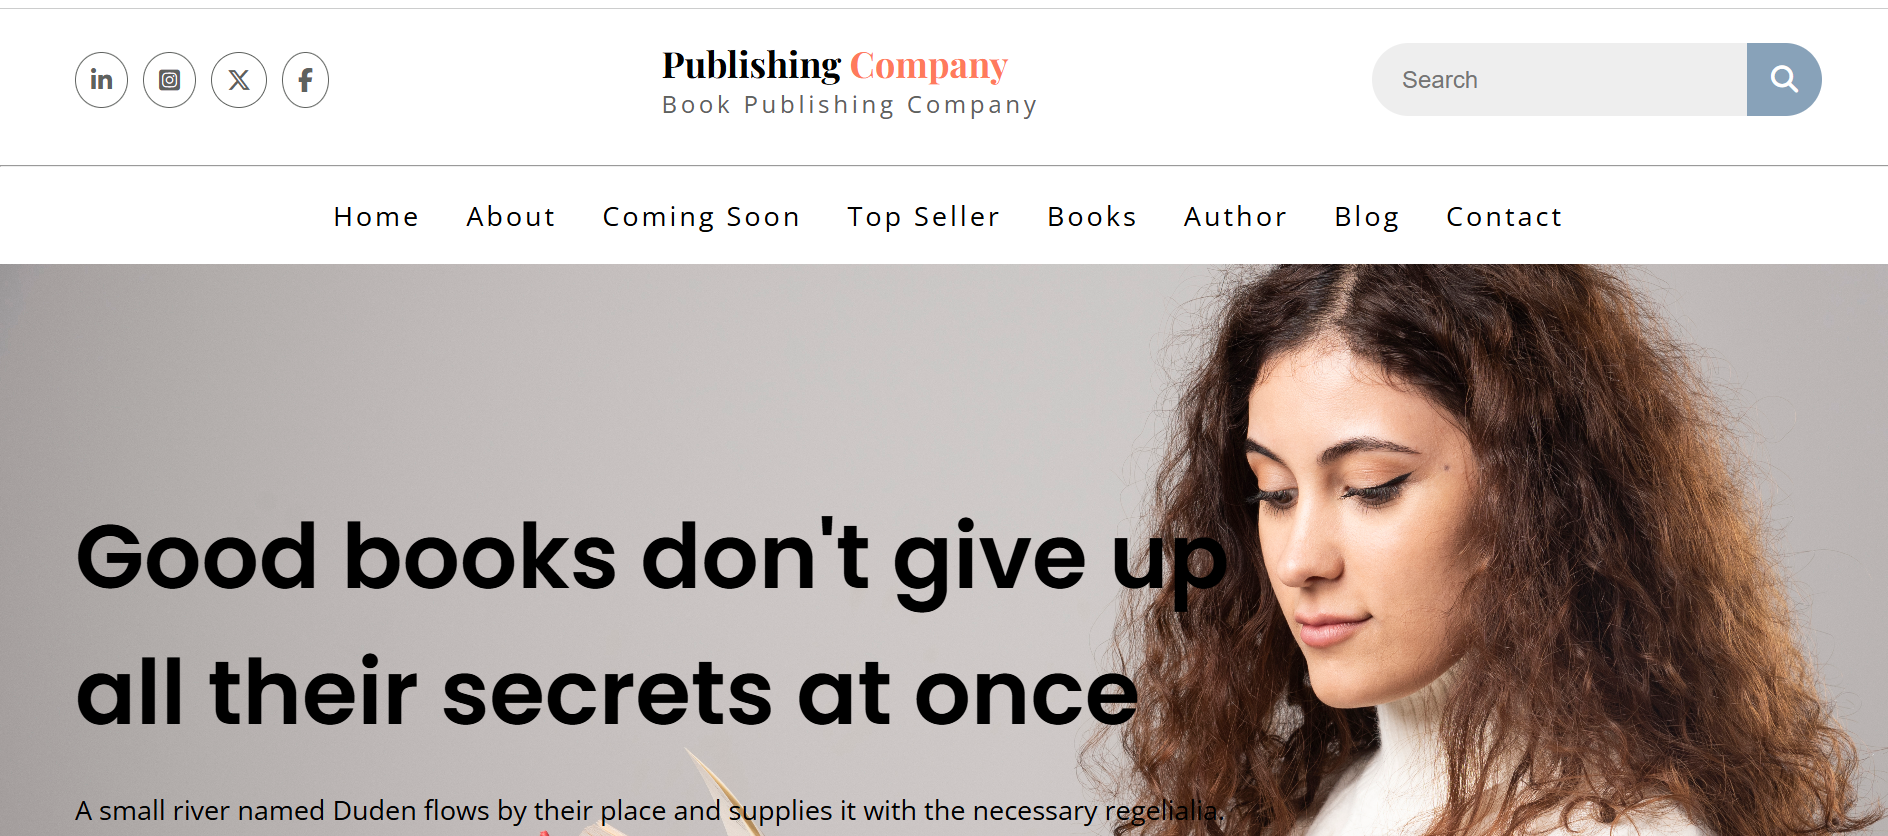 Publishing Company
Book Publishing Company
Search
Home About Coming Soon Top Seller Books Author Blog Contact
Good books don't give up
all their secrets at once
A small river named Duden flows by their place and supplies it with the necessary regelialia.